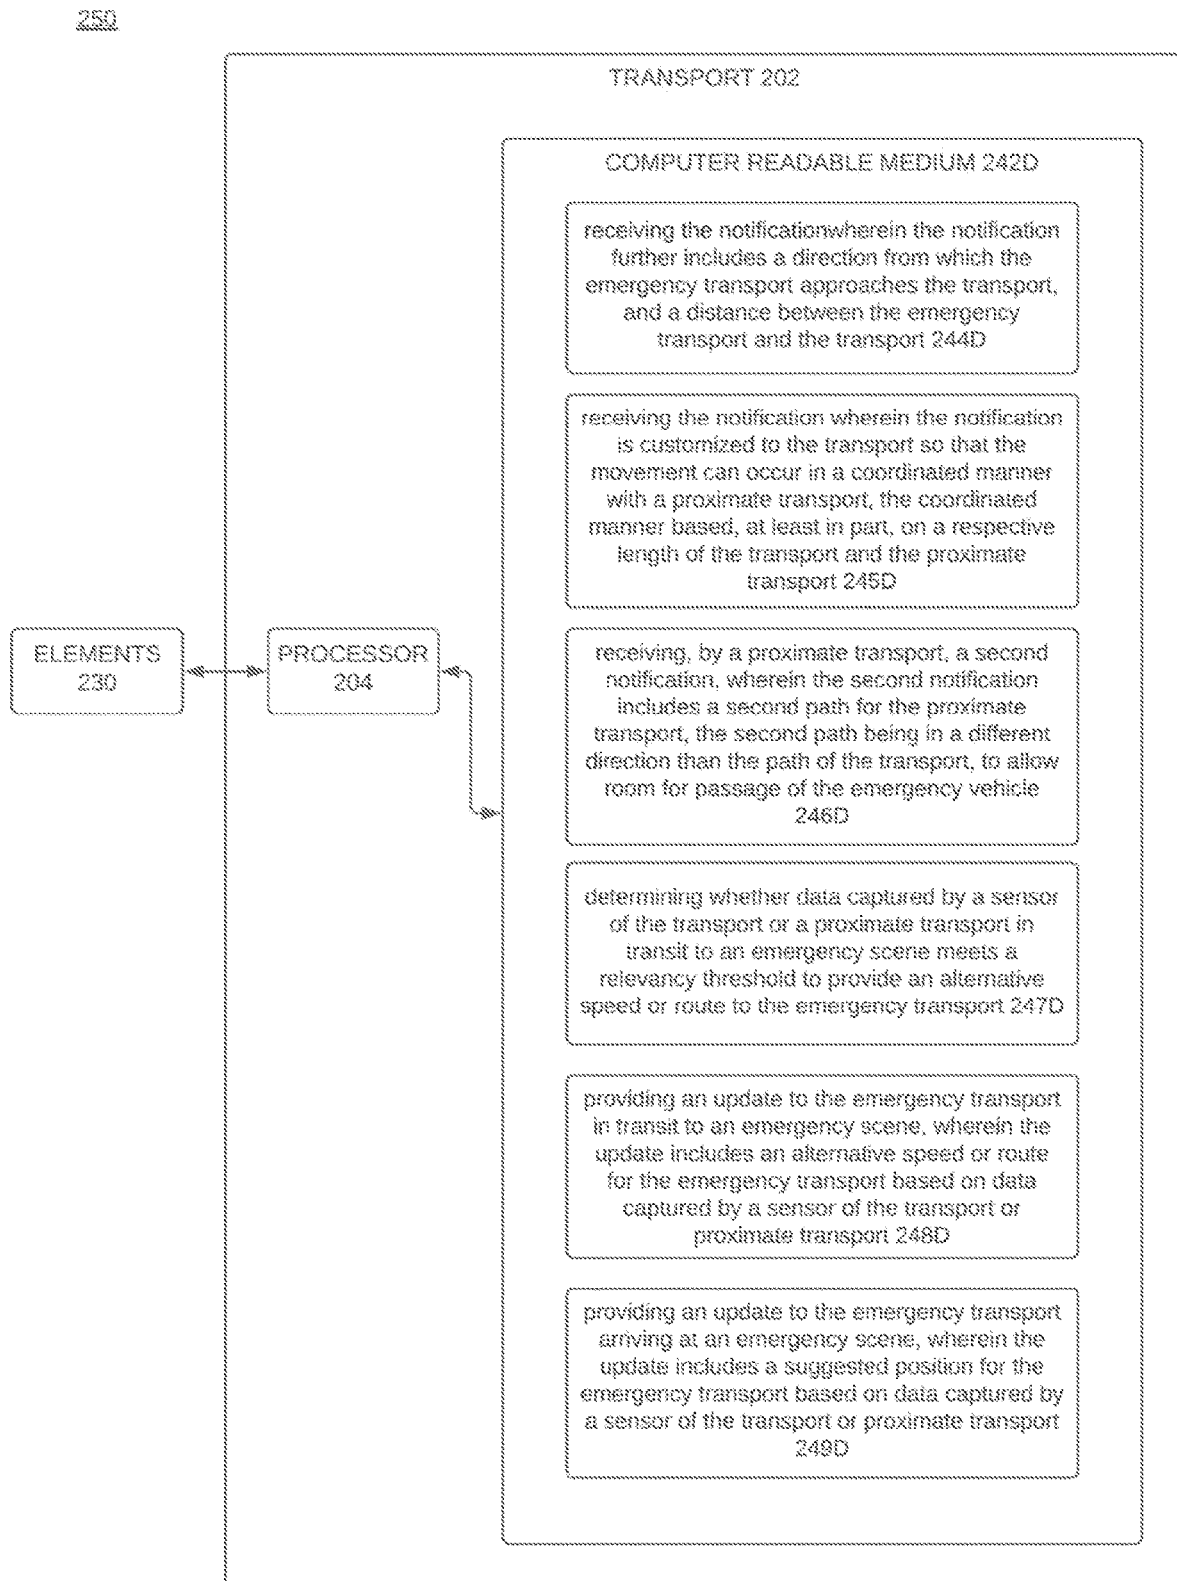 250
TRANSPORT 202
COMPUTER READABLE MEDIUM 242D
receiving the notificationwherein the notification
further includes a direction from which the
emergency transport approaches the transport,
and a distance between the emergency
transport and the transport 244D
receiving the notification wherein the notification
is customized to the transport so that the
movement can occur in a coordinated manner
with a proximate transport, the coordinated
manner based, at least in part, on a respective
length of the transport and the proximate
transport 245D
ELEMENTS
230
PROCESSOR
204
receiving, by a proximate transport, a second
notification, wherein the second notification
includes a second path for the proximate
transport, the second path being in a different
direction than the path of the transport, to allow
room for passage of the emergency vehicle
246D
determining whether data captured by a sensor
of the transport or a proximate transport in
transit to an emergency scene meets a
relevancy threshold to provide an alternative
speed or route to the emergency transport 247D
providing an update to the emergency transport
in transit to an emergency scene, wherein the
update includes an alternative speed or route
for the emergency transport based on data
captured by a sensor of the transport or
proximate transport 248D
providing an update to the emergency transport
arriving at an emergency scene, wherein the
update includes a suggested position for the
emergency transport based on data captured by
a sensor of the transport or proximate transport
249D